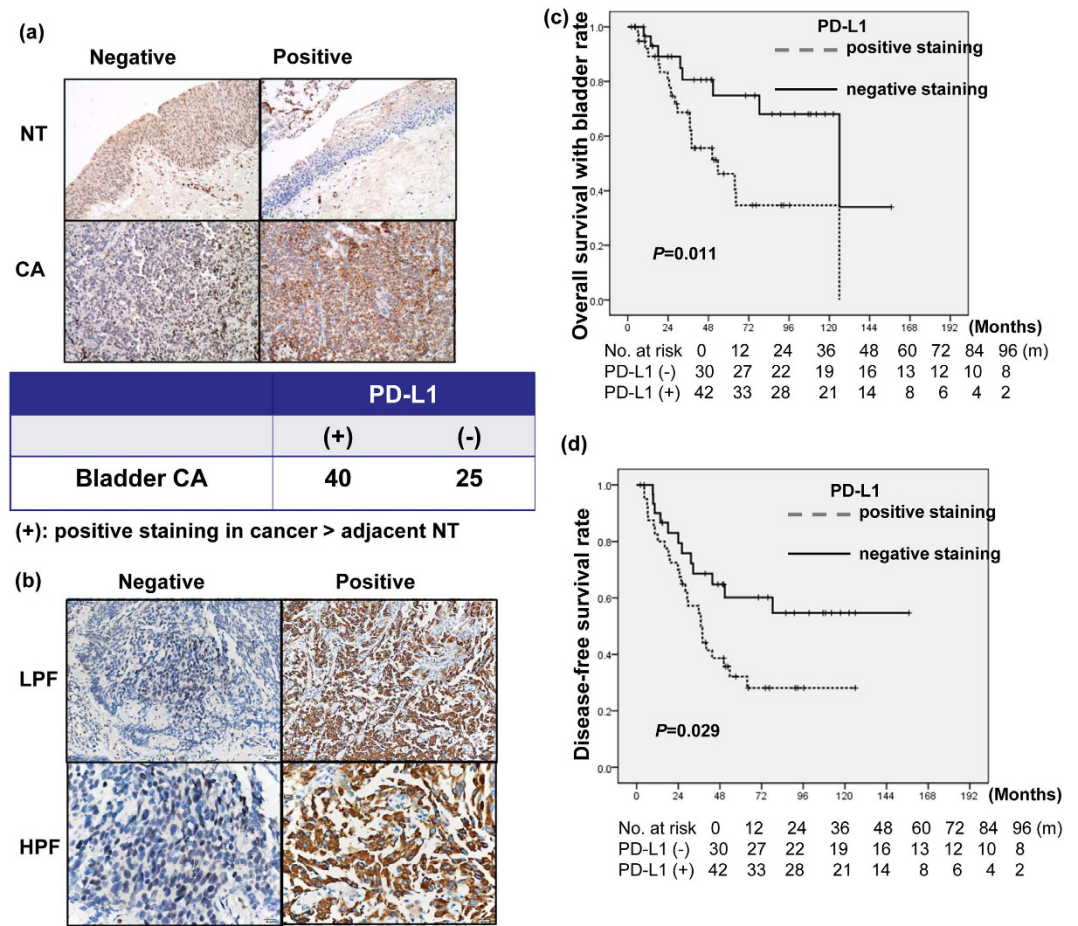 (a)
Negative Positive
NT
CA
PD-L1
(+) (-)
Bladder CA 40 25
(+): positive staining in cancer > adjacent NT
(b)
Negative Positive
LPF
HPF
(c)
PD-L1
positive staining
negative staining
Overall survival with bladder rate
1.0
0.8
0.6
0.4
0.2
0.0
P=0.011
0 24 48 72 96 120 144 168 192 (Months)
No. at risk 0 12 24 36 48 60 72 84 96 (m)
PD-L1 (-) 30 27 22 19 16 13 12 10 8
PD-L1 (+) 42 33 28 21 14 8 6 4 2
(d)
PD-L1
positive staining
negative staining
Disease-free survival rate
1.0
0.8
0.6
0.4
0.2
0.0
P=0.029
0 24 48 72 96 120 144 168 192 (Months)
No. at risk 0 12 24 36 48 60 72 84 96 (m)
PD-L1 (-) 30 27 22 19 16 13 12 10 8
PD-L1 (+) 42 33 28 21 14 8 6 4 2